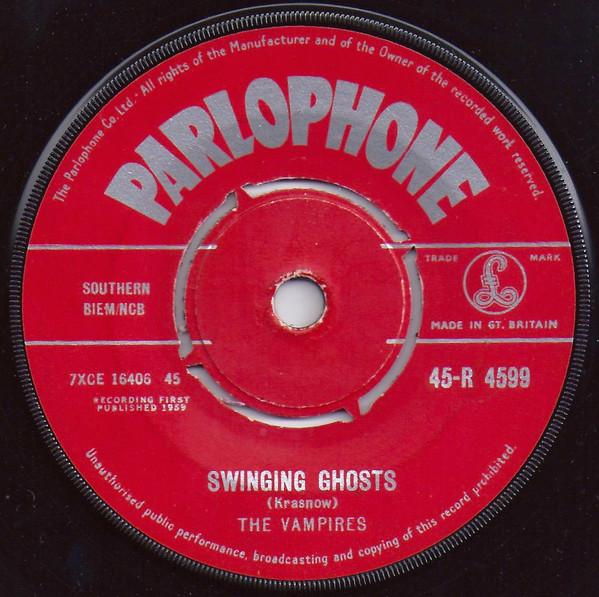 The Parlophone Co. Ltd.- All rights of the Manufacturer and of the Owner of the recorded work reserved.
PARLOPHONE
SOUTHERN
BIEM/NCB
TRADE MARK
£
MADE IN GT. BRITAIN
7XCE 16406 45
RECORDING FIRST
PUBLISHED 1959
45-R 4599
SWINGING GHOSTS
(Krasnow)
THE VAMPIRES
Unauthorised public performance, broadcasting and copying of this record prohibited.